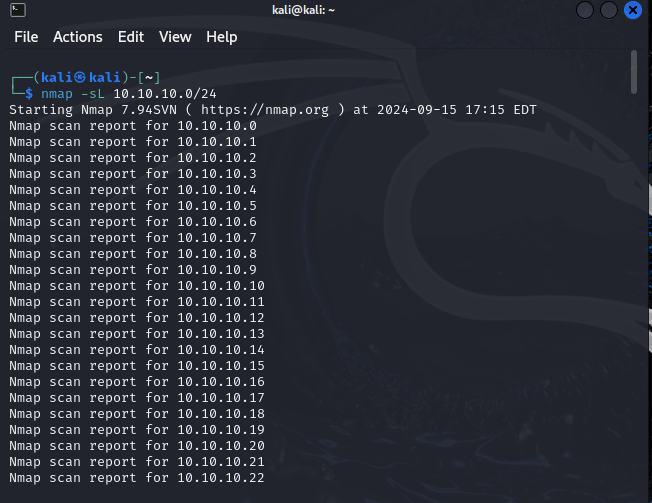 kali@kali: ~
File Actions Edit View Help
┌──(kali㉿kali)-[~]
└─$ nmap -sL 10.10.10.0/24
Starting Nmap 7.94SVN ( https://nmap.org ) at 2024-09-15 17:15 EDT
Nmap scan report for 10.10.10.0
Nmap scan report for 10.10.10.1
Nmap scan report for 10.10.10.2
Nmap scan report for 10.10.10.3
Nmap scan report for 10.10.10.4
Nmap scan report for 10.10.10.5
Nmap scan report for 10.10.10.6
Nmap scan report for 10.10.10.7
Nmap scan report for 10.10.10.8
Nmap scan report for 10.10.10.9
Nmap scan report for 10.10.10.10
Nmap scan report for 10.10.10.11
Nmap scan report for 10.10.10.12
Nmap scan report for 10.10.10.13
Nmap scan report for 10.10.10.14
Nmap scan report for 10.10.10.15
Nmap scan report for 10.10.10.16
Nmap scan report for 10.10.10.17
Nmap scan report for 10.10.10.18
Nmap scan report for 10.10.10.19
Nmap scan report for 10.10.10.20
Nmap scan report for 10.10.10.21
Nmap scan report for 10.10.10.22